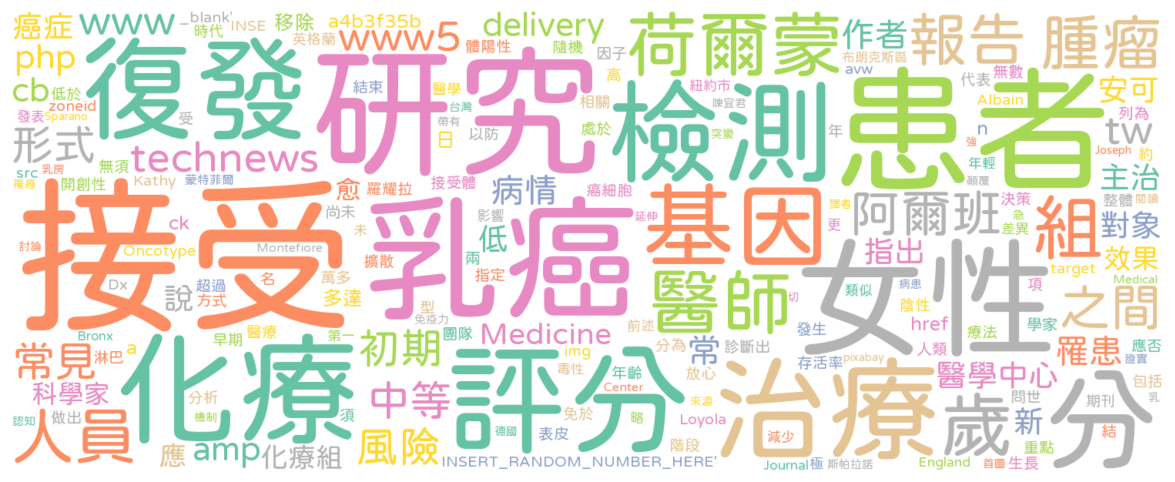 癌症
www
_blank'
時代
INSE
移除
英格蘭
a4b3f35b
www5
體陽性
delivery
隨機
因子
荷爾蒙
作者
布朗克斯區
報告
腫瘤
php
cb
低於
zoneid
發表
Sparano
復發
受
結束
醫學
台灣
帶有
日
研究
相關
高
以防
處於
紐約市
avw
陳宜君
突變
檢測
年
患者
代表
無數
Albain
n
強
年輕
顛覆
安可
列為
tw
Joseph
約
形式
src
乳房
罹癌
無須
開創性
technews
Kathy
蒙特菲爾
愈
羅耀拉
接受體
病情
癌細胞
主治
整體
閱讀
接受
討論
ck
Oncotype
Dx
尚未
未
Montefiore
擴散
影響
兩
低
指定
延伸
乳癌
基因
譯者
更
阿爾班
指出
決策
急
差異
組
對象
效果
target
Medical
說
超過
方式
名
萬多
多達
型
免疫力
醫師
切
類似
病患
陰性
女性
項
之間
href
療法
學家
人類
Bronx
早期
醫療
第一
初期
團隊
Medicine
前述
分為
常
診斷出
發生
存活率
pixabay
罹患
應否
證實
常見
淋巴
a
化療
img
毒性
年齡
Center
放心
來源
醫學中心
包括
乳
科學家
分析
機制
須
中等
評分
免於
略
Loyola
治療
問世
新
期刊
認知
做出
人員
應
amp
化療組
風險
德國
表皮
階段
INSERT_RANDOM_NUMBER_HERE'
減少
Journal
極
斯帕拉諾
歲
England
首圖
生長
重點
結
分